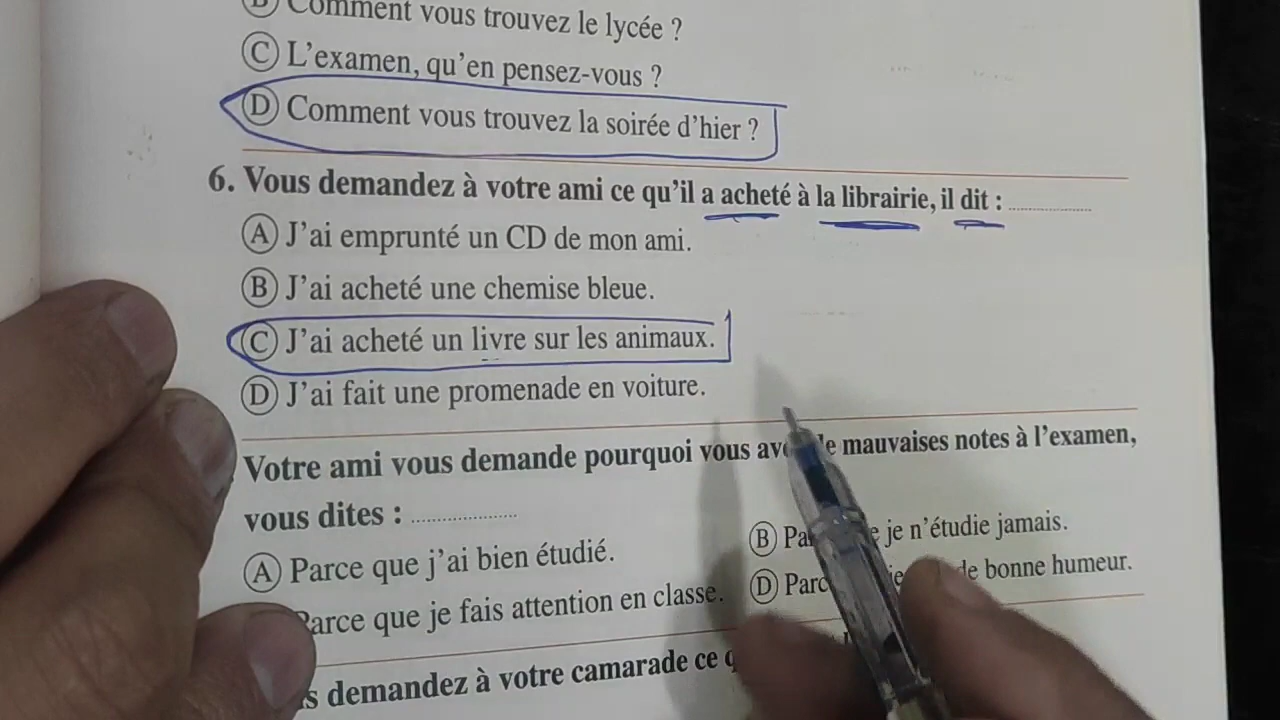 B Comment vous trouvez le lycée ?
C L'examen, qu'en pensez-vous ?
D Comment vous trouvez la soirée d'hier ?
6. Vous demandez à votre ami ce qu'il a acheté à la librairie, il dit : ....................
A J'ai emprunté un CD de mon ami.
B J'ai acheté une chemise bleue.
C J'ai acheté un livre sur les animaux.
D J'ai fait une promenade en voiture.
Votre ami vous demande pourquoi vous mauvaises notes à l'examen,
vous dites : ....................
A Parce que j'ai bien étudié.
B je n'étudie jamais.
Parce que je fais attention en classe.
D de bonne humeur.
demandez à votre camarade ce